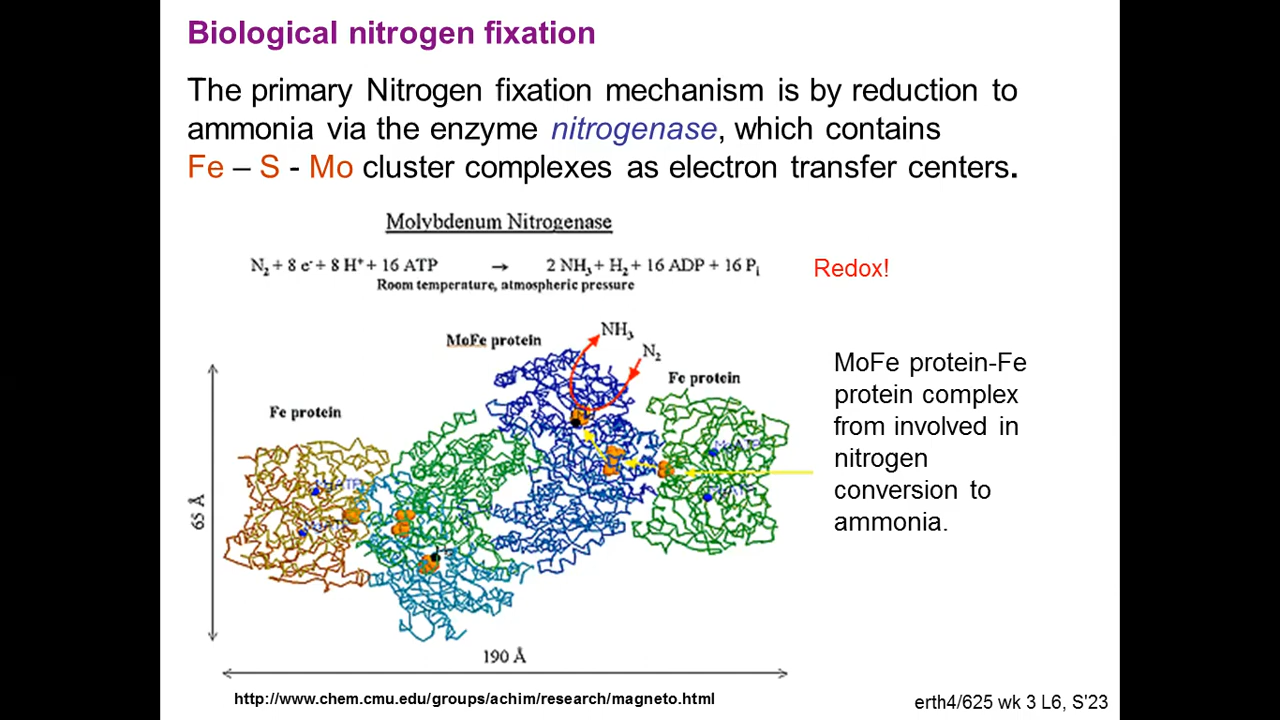 Biological nitrogen fixation
The primary Nitrogen fixation mechanism is by reduction to
ammonia via the enzyme nitrogenase, which contains
Fe – S - Mo cluster complexes as electron transfer centers.
Molybdenum Nitrogenase
N₂ + 8 e⁻ + 8 H⁺ + 16 ATP → 2 NH₃ + H₂ + 16 ADP + 16 Pᵢ
Redox!
Room temperature, atmospheric pressure
NH₃
MoFe protein
N₂
Fe protein
Fe protein
MoFe protein-Fe
protein complex
from involved in
nitrogen
conversion to
ammonia.
65 Å
190 Å
http://www.chem.cmu.edu/groups/achim/research/magneto.html
erth4/625 wk 3 L6, S'23